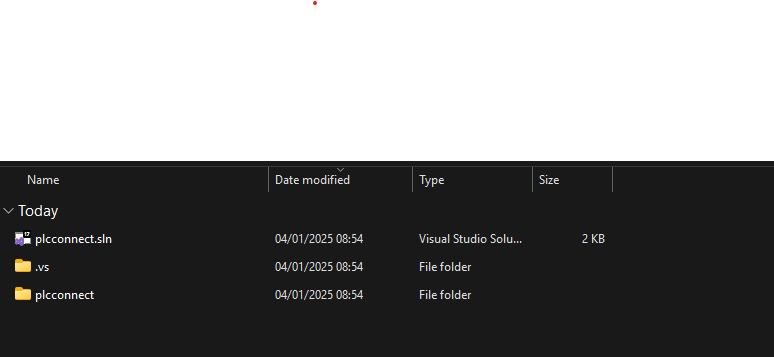 Name Date modified Type Size
Today
plcconnect.sln 04/01/2025 08:54 Visual Studio Solu... 2 KB
.vs 04/01/2025 08:54 File folder
plcconnect 04/01/2025 08:54 File folder